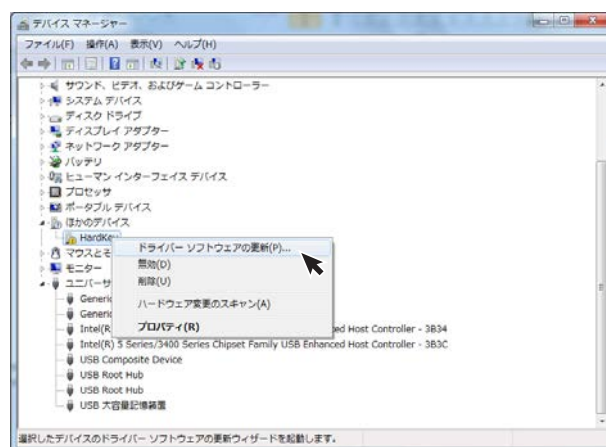 デバイス マネージャー
ファイル(F) 操作(A) 表示(V) ヘルプ(H)
サウンド、ビデオ、およびゲーム コントローラー
システム デバイス
ディスク ドライブ
ディスプレイ アダプター
ネットワーク アダプター
バッテリ
ヒューマン インターフェイス デバイス
プロセッサ
ポータブル デバイス
ほかのデバイス
HardKey
ドライバー ソフトウェアの更新(P)...
マウスとそ
無効(D)
モニター
削除(U)
ユニバーサ
Generic
ハードウェア変更のスキャン(A)
Generic
Intel(R
プロパティ(R)
ced Host Controller - 3B34
Intel(R) 5 Series/3400 Series Chipset Family USB Enhanced Host Controller - 3B3C
USB Composite Device
USB Root Hub
USB Root Hub
USB 大容量記憶装置
選択したデバイスのドライバー ソフトウェアの更新ウィザードを起動します。